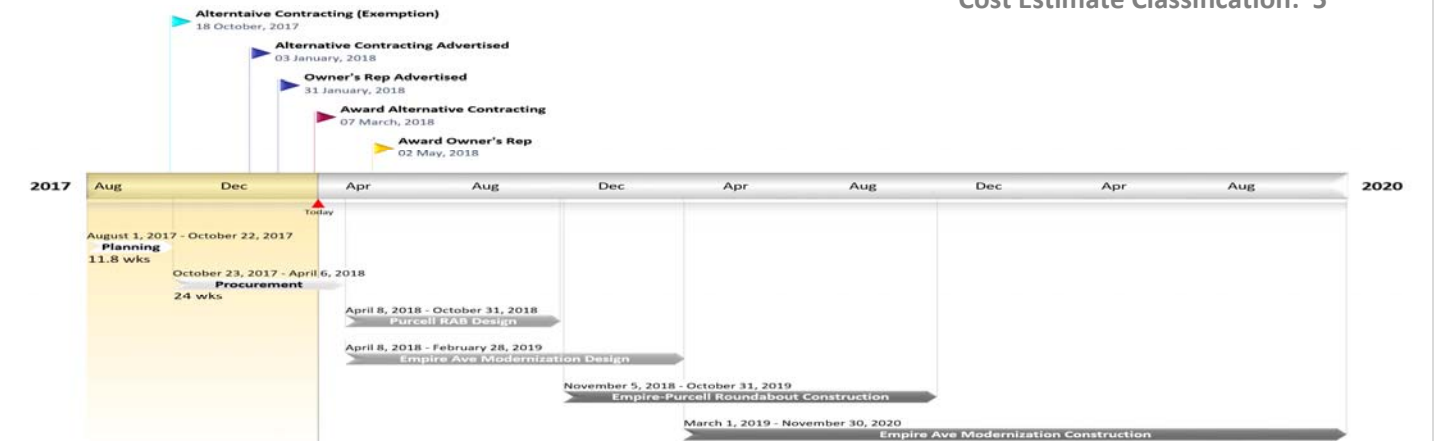 Cost Estimate Classification: 5
Alterntaive Contracting (Exemption)
18 October, 2017
Alternative Contracting Advertised
03 January, 2018
Owner's Rep Advertised
31 January, 2018
Award Alternative Contracting
07 March, 2018
Award Owner's Rep
02 May, 2018
2017 Aug Dec Apr Aug Dec Apr Aug Dec Apr Aug 2020
Today
August 1, 2017 - October 22, 2017
Planning
11.8 wks
October 23, 2017 - April 6, 2018
Procurement
24 wks
April 8, 2018 - October 31, 2018
Purcell RAB Design
April 8, 2018 - February 28, 2019
Empire Ave Modernization Design
November 5, 2018 - October 31, 2019
Empire-Purcell Roundabout Construction
March 1, 2019 - November 30, 2020
Empire Ave Modernization Construction